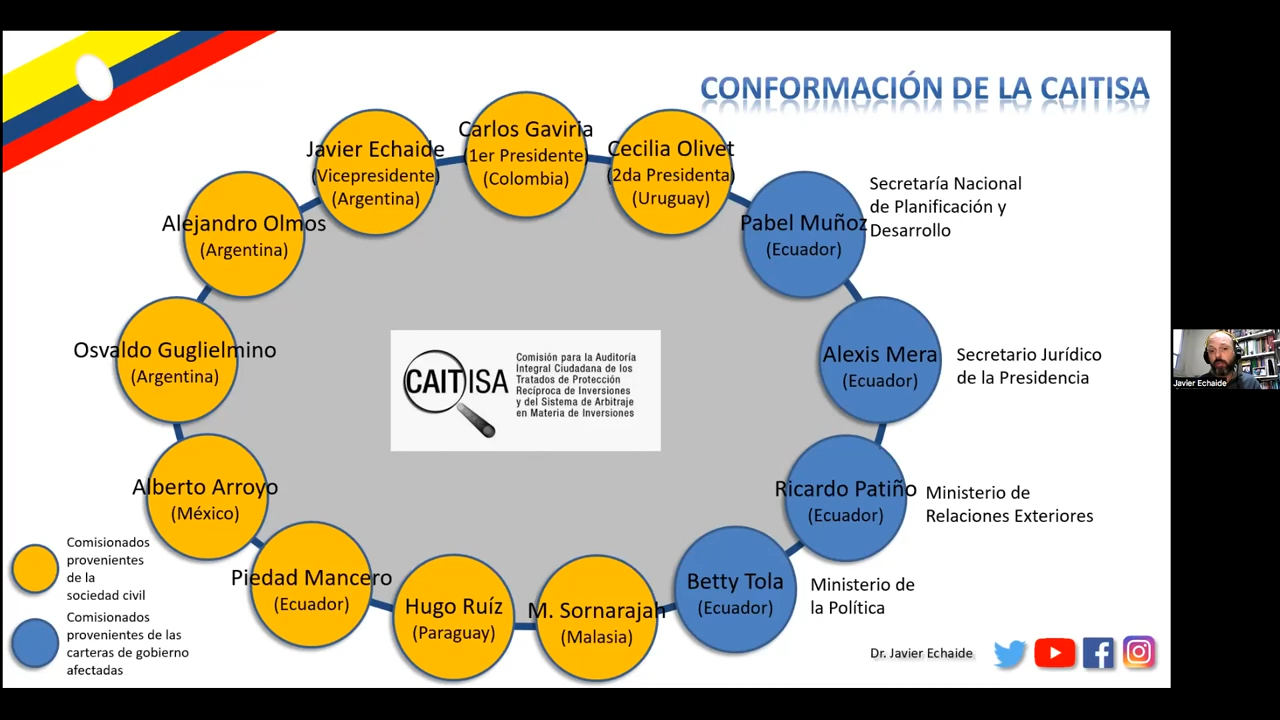 CONFORMACIÓN DE LA CAITISA
Carlos Gaviria
(1er Presidente)
(Colombia)
Javier Echaide
(Vicepresidente)
(Argentina)
Cecilia Olivet
(2da Presidenta)
(Uruguay)
Alejandro Olmos
(Argentina)
Pabel Muñoz
(Ecuador)
Secretaría Nacional
de Planificación y
Desarrollo
Osvaldo Guglielmino
(Argentina)
CAITISA
Comisión para la Auditoría
Integral Ciudadana de los
Tratados de Protección
Recíproca de Inversiones
y del Sistema de Arbitraje
en Materia de Inversiones
Alexis Mera
(Ecuador)
Secretario Jurídico
de la Presidencia
Javier Echaide
Alberto Arroyo
(México)
Ricardo Patiño
(Ecuador)
Ministerio de
Relaciones Exteriores
Piedad Mancero
(Ecuador)
Hugo Ruíz
(Paraguay)
M. Sornarajah
(Malasia)
Betty Tola
(Ecuador)
Ministerio de
la Política
Comisionados
provenientes
de la
sociedad civil
Comisionados
provenientes de las
carteras de gobierno
afectadas
Dr. Javier Echaide